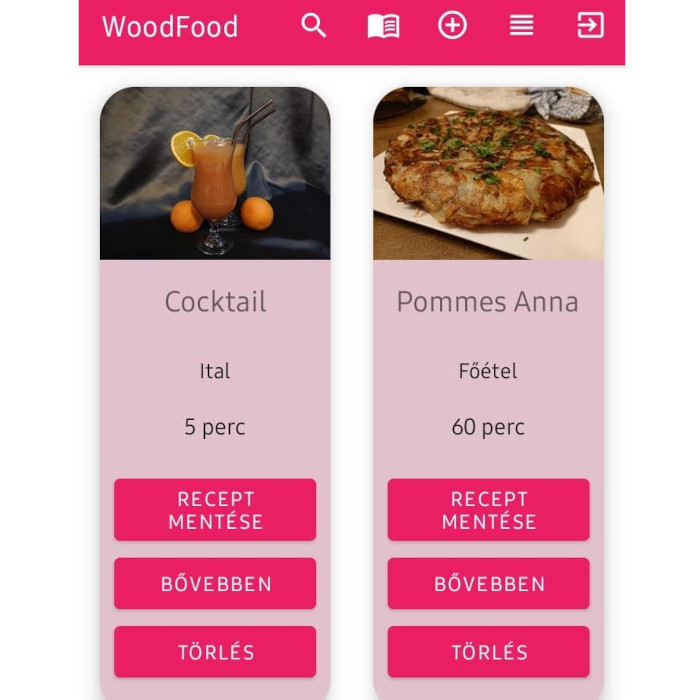 WoodFood
Cocktail
Ital
5 perc
RECEPT
MENTÉSE
BŐVEBBEN
TÖRLÉS
Pommes Anna
Főétel
60 perc
RECEPT
MENTÉSE
BŐVEBBEN
TÖRLÉS